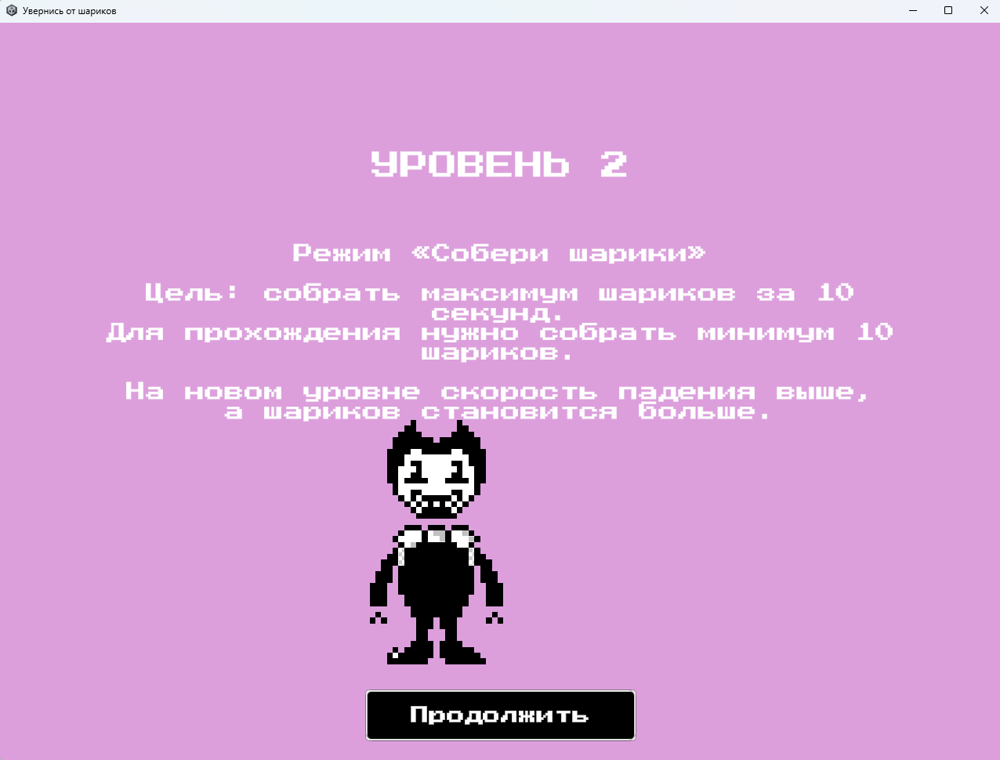 Увернись от шариков
УРОВЕНЬ 2
Режим «Собери шарики»
Цель: собрать максимум шариков за 10
секунд.
Для прохождения нужно собрать минимум 10
шариков.
На новом уровне скорость падения выше,
а шариков становится больше.
Продолжить